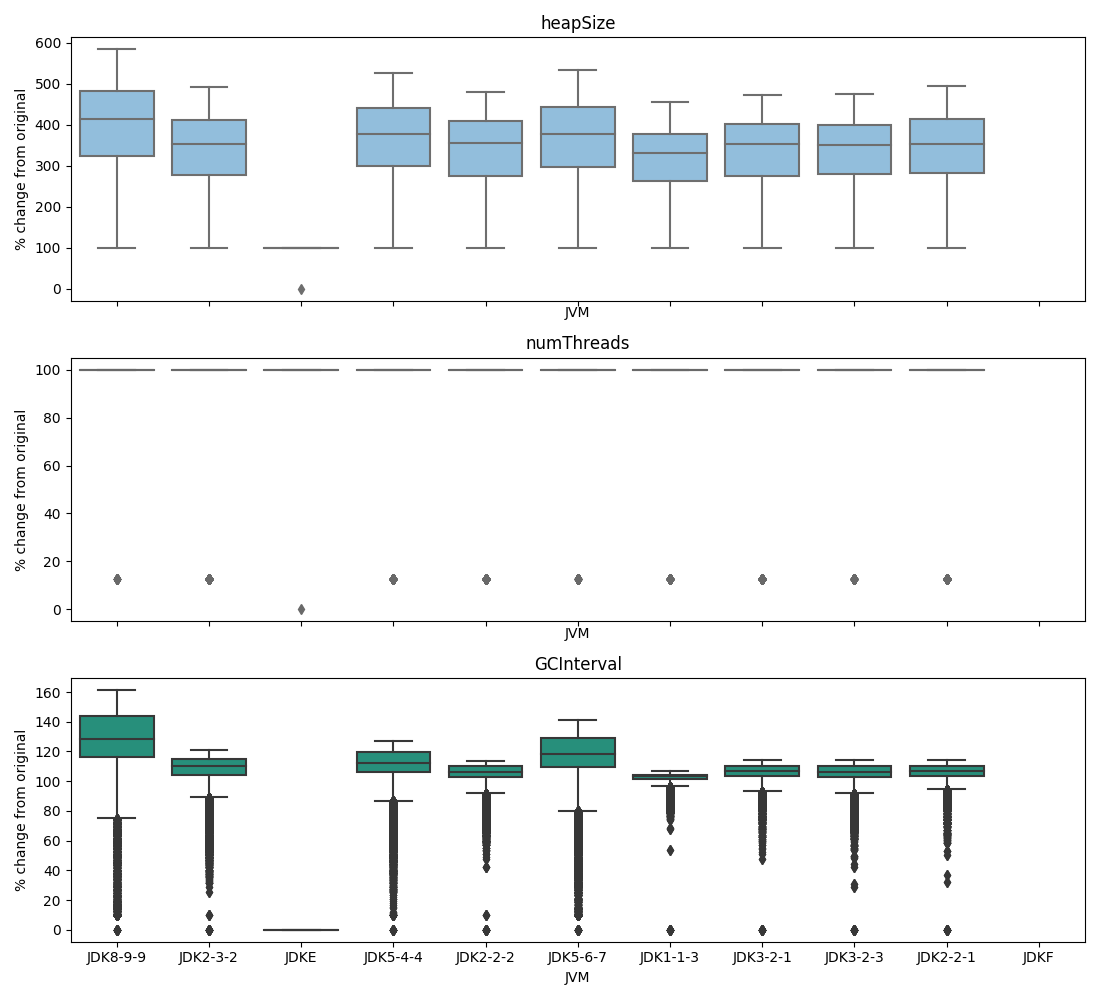 heapSize
% change from original
600
500
400
300
200
100
0
JVM
numThreads
% change from original
100
80
60
40
20
0
JVM
GCInterval
% change from original
160
140
120
100
80
60
40
20
0
JDK8-9-9 JDK2-3-2 JDKE JDK5-4-4 JDK2-2-2 JDK5-6-7 JDK1-1-3 JDK3-2-1 JDK3-2-3 JDK2-2-1 JDKF
JVM